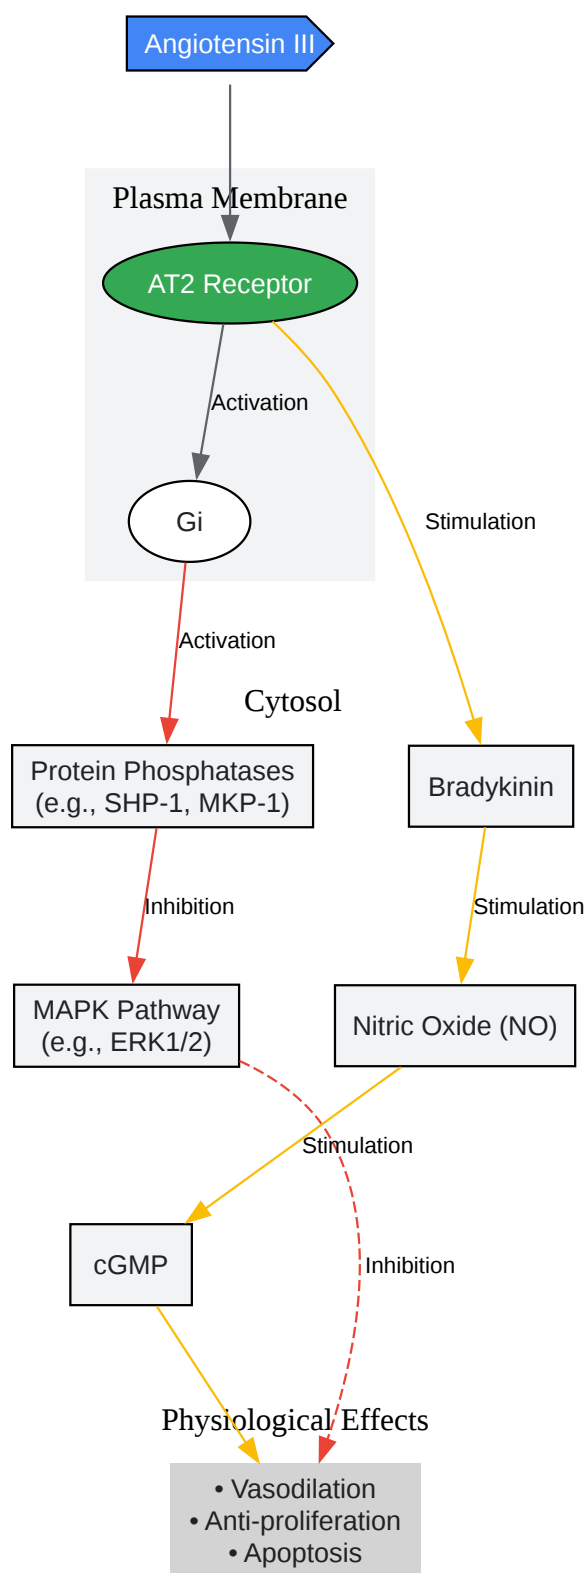 Angiotensin III
Plasma Membrane
AT2 Receptor
Activation
Gi
Stimulation
Activation
Cytosol
Protein Phosphatases
(e.g., SHP-1, MKP-1)
Bradykinin
Inhibition
Stimulation
MAPK Pathway
(e.g., ERK1/2)
Nitric Oxide (NO)
Stimulation
cGMP
Inhibition
Physiological Effects
• Vasodilation
• Anti-proliferation
• Apoptosis